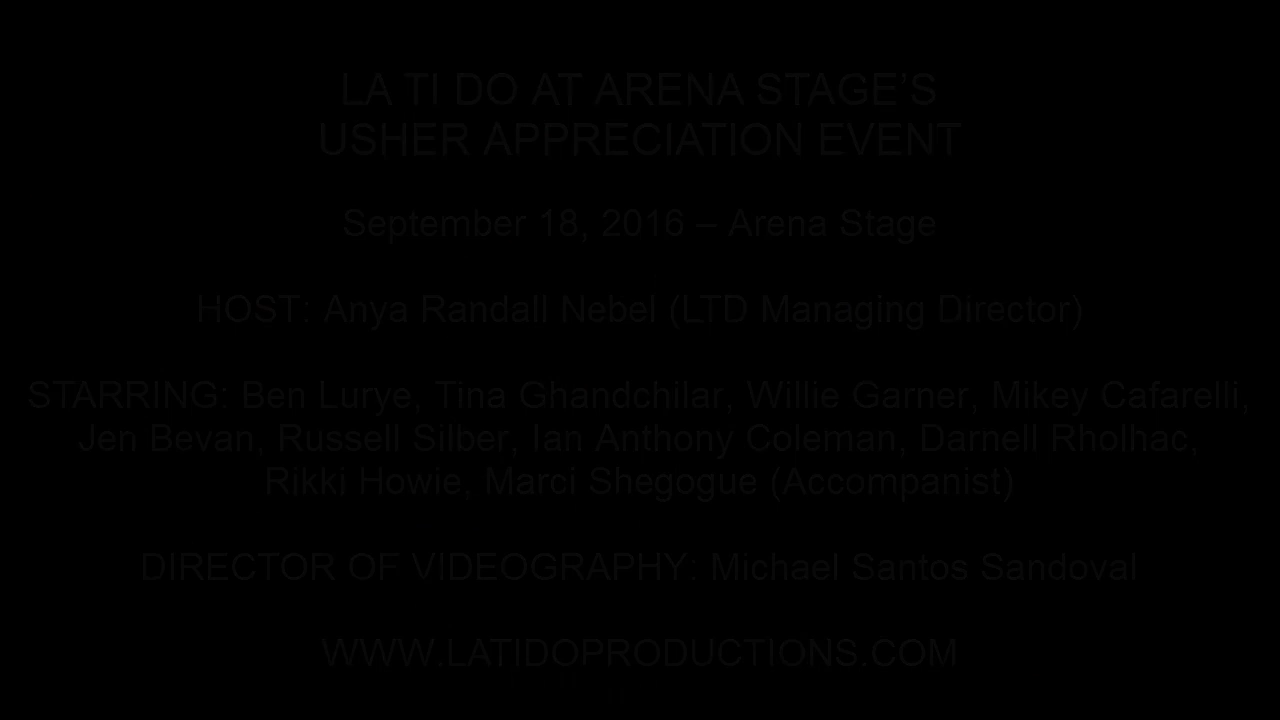 LA TI DO AT ARENA STAGE’S
USHER APPRECIATION EVENT
September 18, 2016 – Arena Stage
HOST: Anya Randall Nebel (LTD Managing Director)
STARRING: Ben Lurye, Tina Ghandchilar, Willie Garner, Mikey Cafarelli,
Jen Bevan, Russell Silber, Ian Anthony Coleman, Darnell Rholhac,
Rikki Howie, Marci Shegogue (Accompanist)
DIRECTOR OF VIDEOGRAPHY: Michael Santos Sandoval
WWW.LATIDOPRODUCTIONS.COM